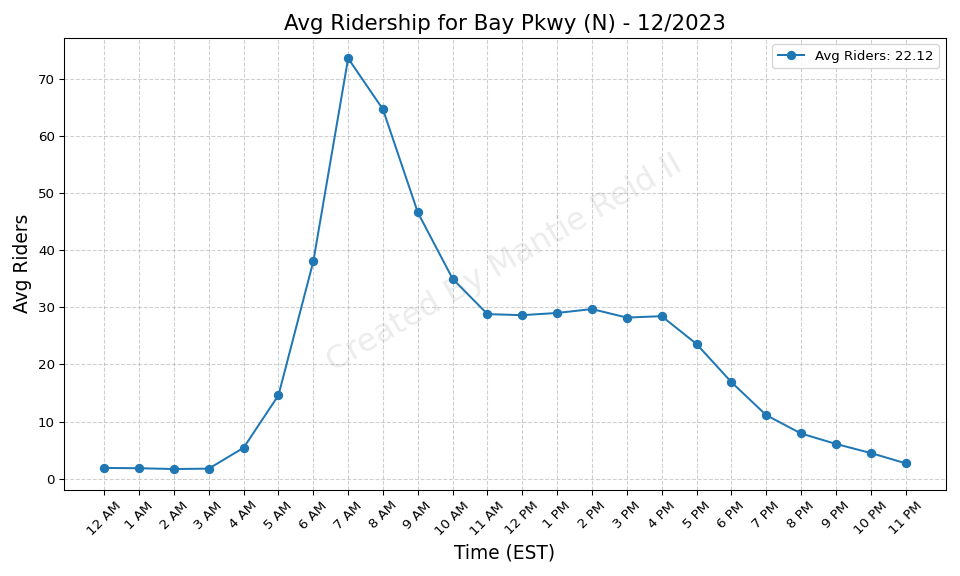 Avg Ridership for Bay Pkwy (N) - 12/2023
Avg Riders: 22.12
Avg Riders
70
60
50
40
30
20
10
0
Created By Mantie Reid II
12 AM
1 AM
2 AM
3 AM
4 AM
5 AM
6 AM
7 AM
8 AM
9 AM
10 AM
11 AM
12 PM
1 PM
2 PM
3 PM
4 PM
5 PM
6 PM
7 PM
8 PM
9 PM
10 PM
11 PM
Time (EST)